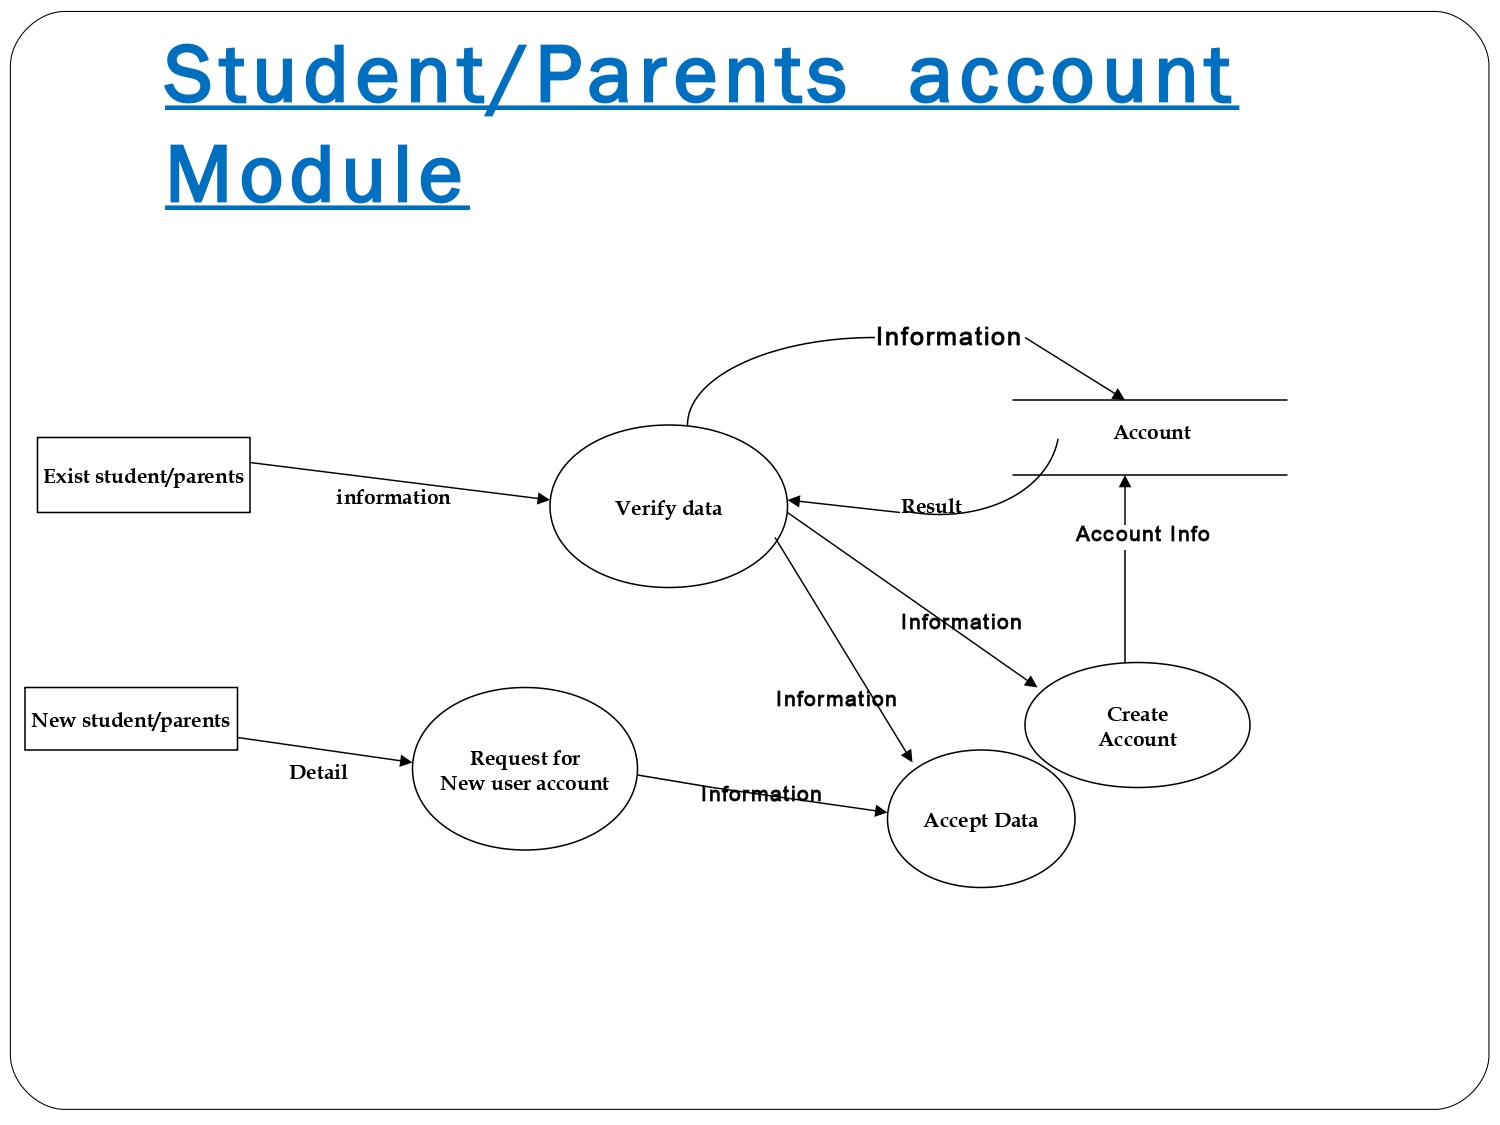 Student/Parents account
Module
Information
Account
Exist student/parents
information
Verify data
Result
Account Info
Information
Information
New student/parents
Detail
Request for
New user account
Information
Create
Account
Accept Data